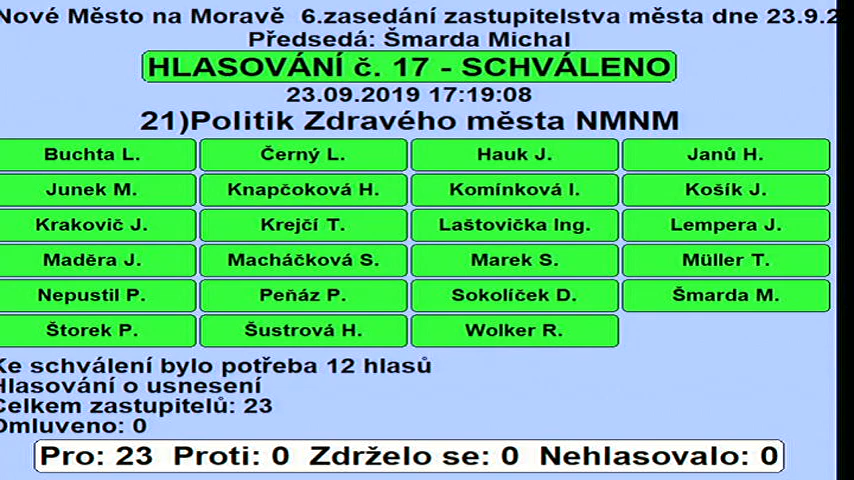 Nové Město na Moravě 6.zasedání zastupitelstva města dne 23.9.2
Předsedá: Šmarda Michal
HLASOVÁNÍ č. 17 - SCHVÁLENO
23.09.2019 17:19:08
21)Politik Zdravého města NMNM
Buchta L. Černý L. Hauk J. Janů H.
Junek M. Knapčoková H. Komínková I. Košík J.
Krakovič J. Krejčí T. Laštovička Ing. Lempera J.
Maděra J. Macháčková S. Marek S. Müller T.
Nepustil P. Peňáz P. Sokolíček D. Šmarda M.
Štorek P. Šustrová H. Wolker R.
Ke schválení bylo potřeba 12 hlasů
Hlasování o usnesení
Celkem zastupitelů: 23
Omluveno: 0
Pro: 23 Proti: 0 Zdrželo se: 0 Nehlasovalo: 0